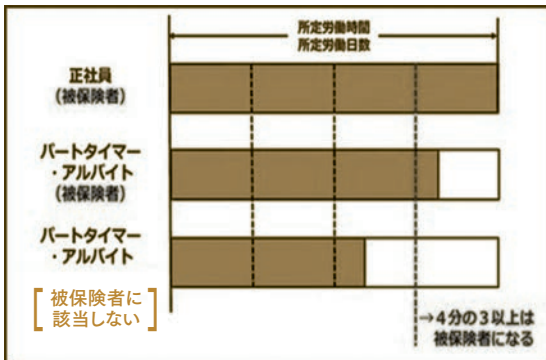 所定労働時間
所定労働日数
正社員
(被保険者)
パートタイマー
・アルバイト
(被保険者)
パートタイマー
・アルバイト
被保険者に
該当しない
→4分の3以上は
被保険者になる